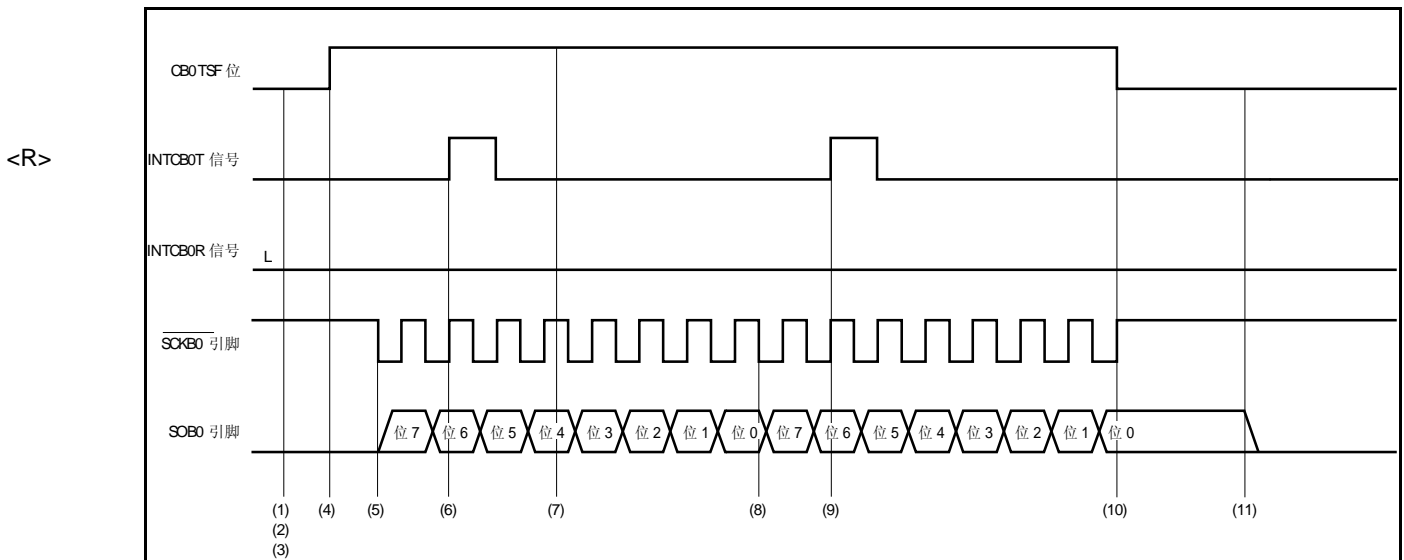 CB0TSF 位
<R>
INTCB0T 信号
INTCB0R 信号
L
SCKB0 引脚
SOB0 引脚
位 7 位 6 位 5 位 4 位 3 位 2 位 1 位 0 位 7 位 6 位 5 位 4 位 3 位 2 位 1 位 0
(1) (4) (5) (6) (7) (8) (9) (10) (11)
(2)
(3)